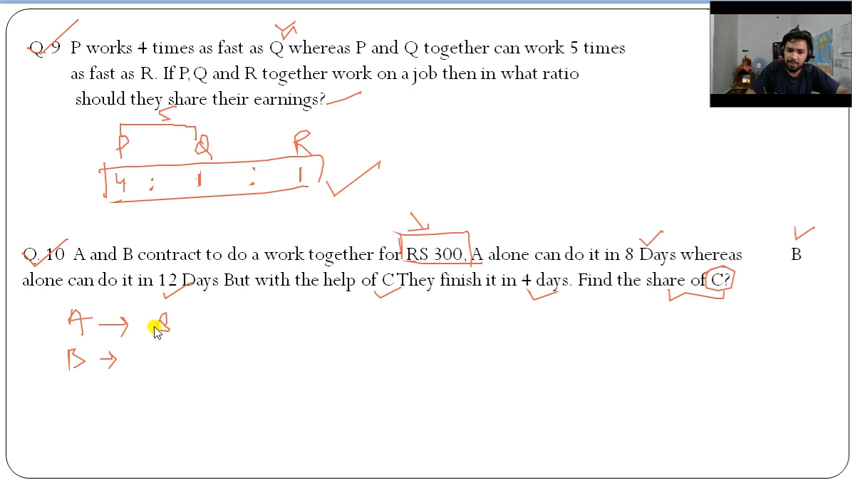 Q. 9 P works 4 times as fast as Q whereas P and Q together can work 5 times
as fast as R. If P,Q and R together work on a job then in what ratio
should they share their earnings?
5
P Q R
4 : 1 : 1
Q. 10 A and B contract to do a work together for RS 300, A alone can do it in 8 Days whereas B
alone can do it in 12 Days But with the help of C They finish it in 4 days. Find the share of C?
A → 8
B →